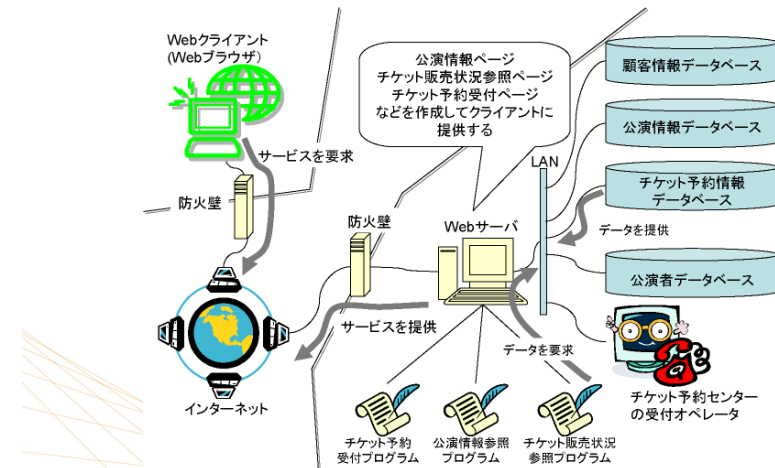 Webクライアント
(Webブラウザ)
サービスを要求
防火壁
インターネット
公演情報ページ
チケット販売状況参照ページ
チケット予約受付ページ
などを作成してクライアントに
提供する
防火壁
Webサーバ
LAN
サービスを提供
データを要求
データを提供
顧客情報データベース
公演情報データベース
チケット予約情報
データベース
公演者データベース
チケット予約センター
の受付オペレータ
チケット予約
受付プログラム
公演情報参照
プログラム
チケット販売状況
参照プログラム